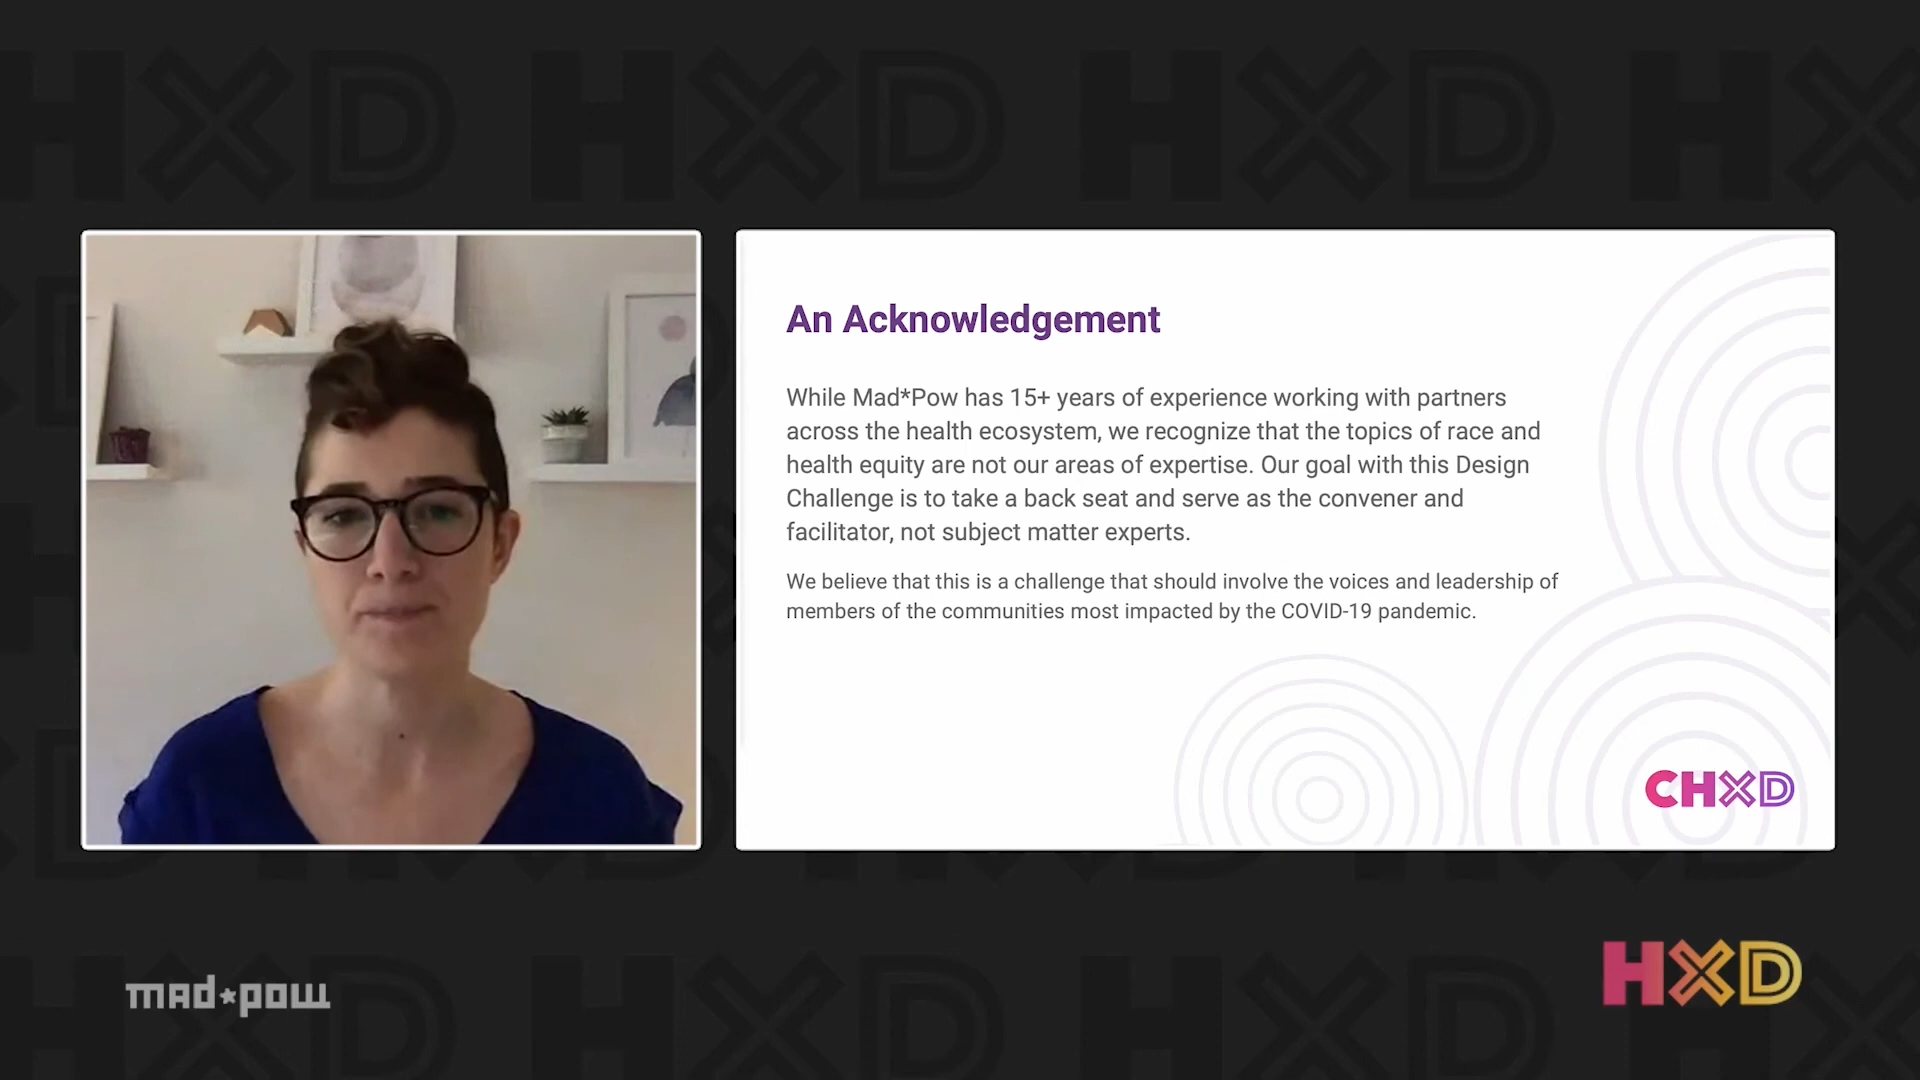 HXD HXD HXD HX
An Acknowledgement
While Mad*Pow has 15+ years of experience working with partners
across the health ecosystem, we recognize that the topics of race and
health equity are not our areas of expertise. Our goal with this Design
Challenge is to take a back seat and serve as the convener and
facilitator, not subject matter experts.
We believe that this is a challenge that should involve the voices and leadership of
members of the communities most impacted by the COVID-19 pandemic.
CHXD
mad*pow
HXD